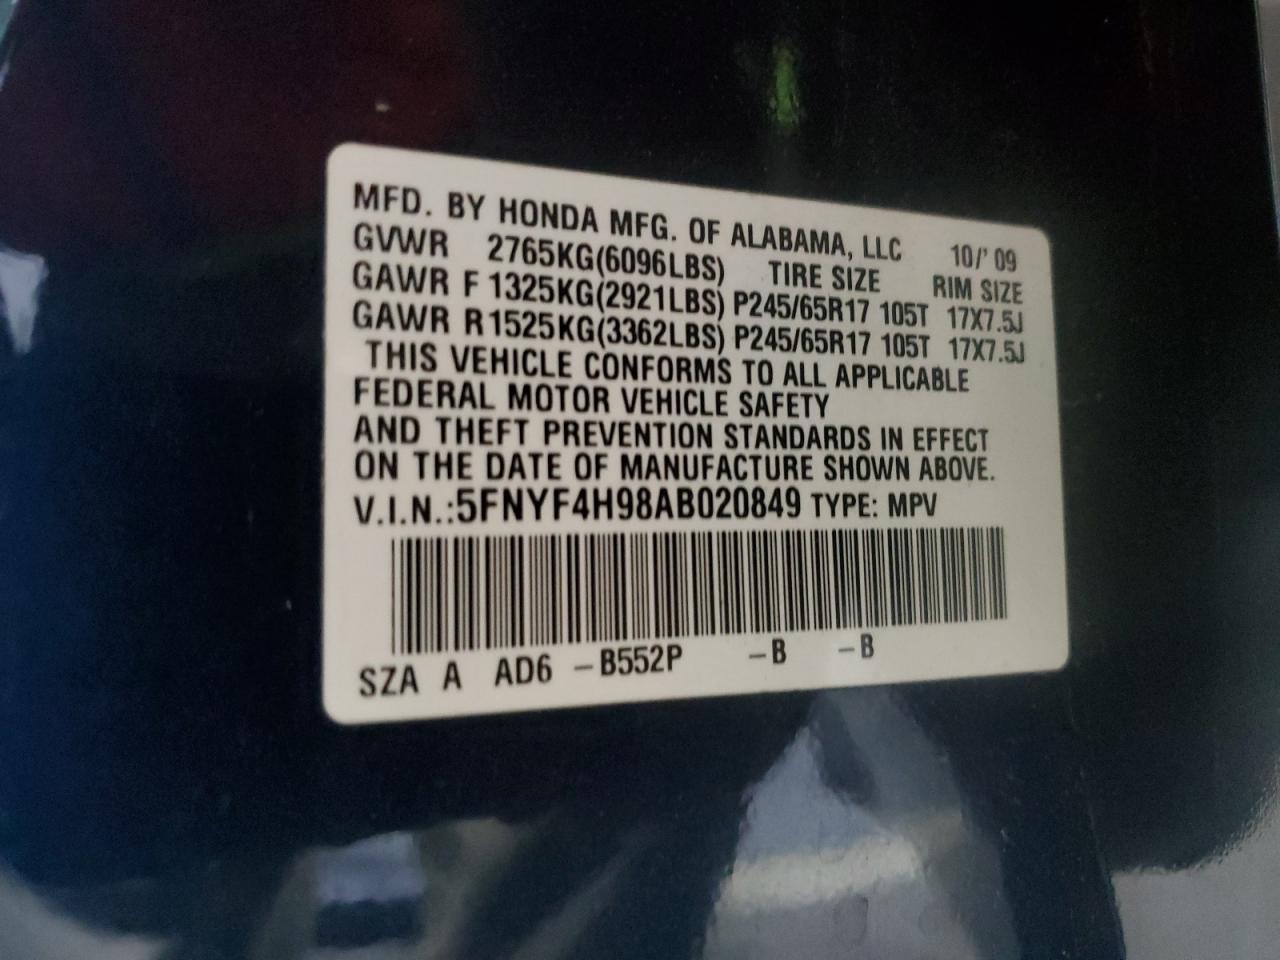 MFD. BY HONDA MFG. OF ALABAMA, LLC 10/'09
GVWR 2765KG(6096LBS) TIRE SIZE RIM SIZE
GAWR F 1325KG(2921LBS) P245/65R17 105T 17X7.5J
GAWR R 1525KG(3362LBS) P245/65R17 105T 17X7.5J
THIS VEHICLE CONFORMS TO ALL APPLICABLE
FEDERAL MOTOR VEHICLE SAFETY
AND THEFT PREVENTION STANDARDS IN EFFECT
ON THE DATE OF MANUFACTURE SHOWN ABOVE.
V.I.N.:5FNYF4H98AB020849 TYPE: MPV
SZA A AD6 -B552P -B -B